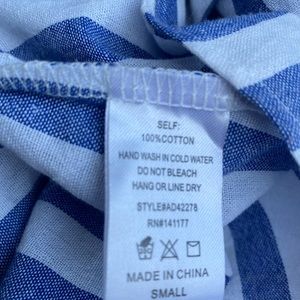 SELF:
100%COTTON
HAND WASH IN COLD WATER
DO NOT BLEACH
HANG OR LINE DRY
STYLE#AD42278
RN#141177
MADE IN CHINA
SMALL